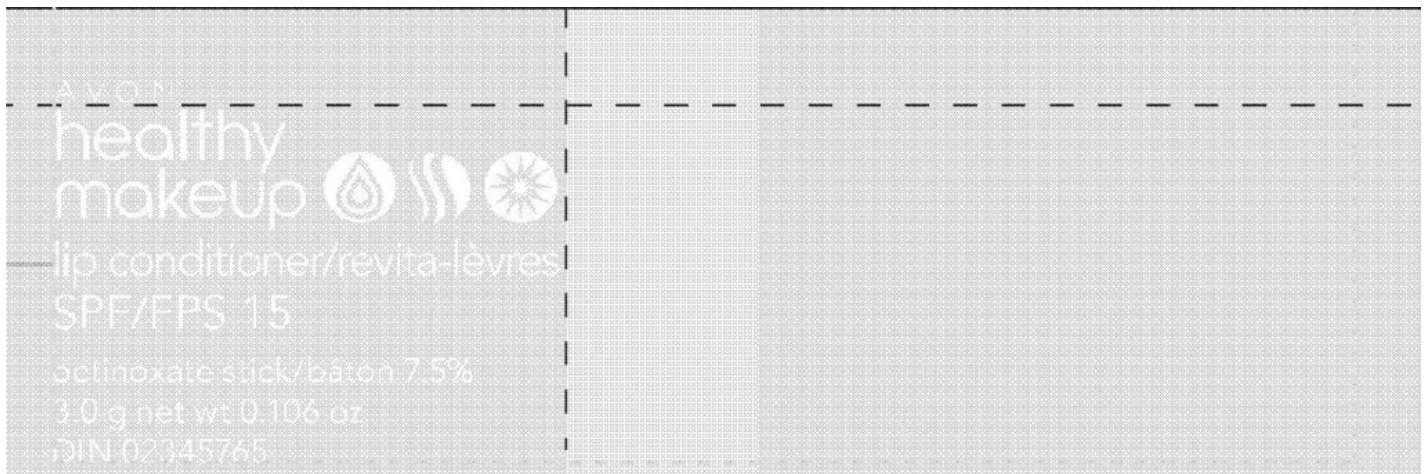 AVON
healthy
makeup
lip conditioner/revita-lèvres
SPF/FPS 15
octinoxate stick/bâton 7.5%
3.0 g net wt 0.106 oz
DIN 02345765